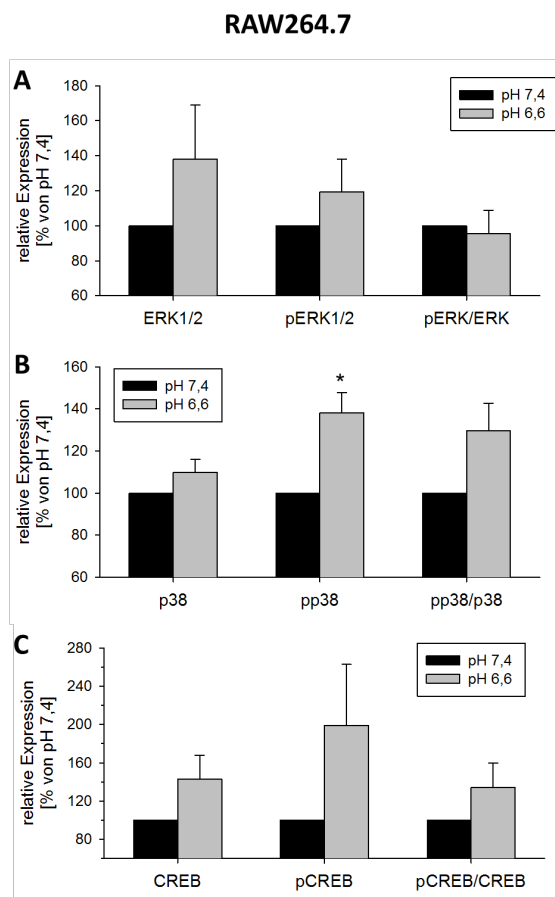 RAW264.7
A
relative Expression
[% von pH 7,4]
180
160
140
120
100
80
60
pH 7,4
pH 6,6
ERK1/2
pERK1/2
pERK/ERK
B
relative Expression
[% von pH 7,4]
160
140
120
100
80
60
pH 7,4
pH 6,6
*
p38
pp38
pp38/p38
C
relative Expression
[% von pH 7,4]
280
240
200
160
120
80
pH 7,4
pH 6,6
CREB
pCREB
pCREB/CREB